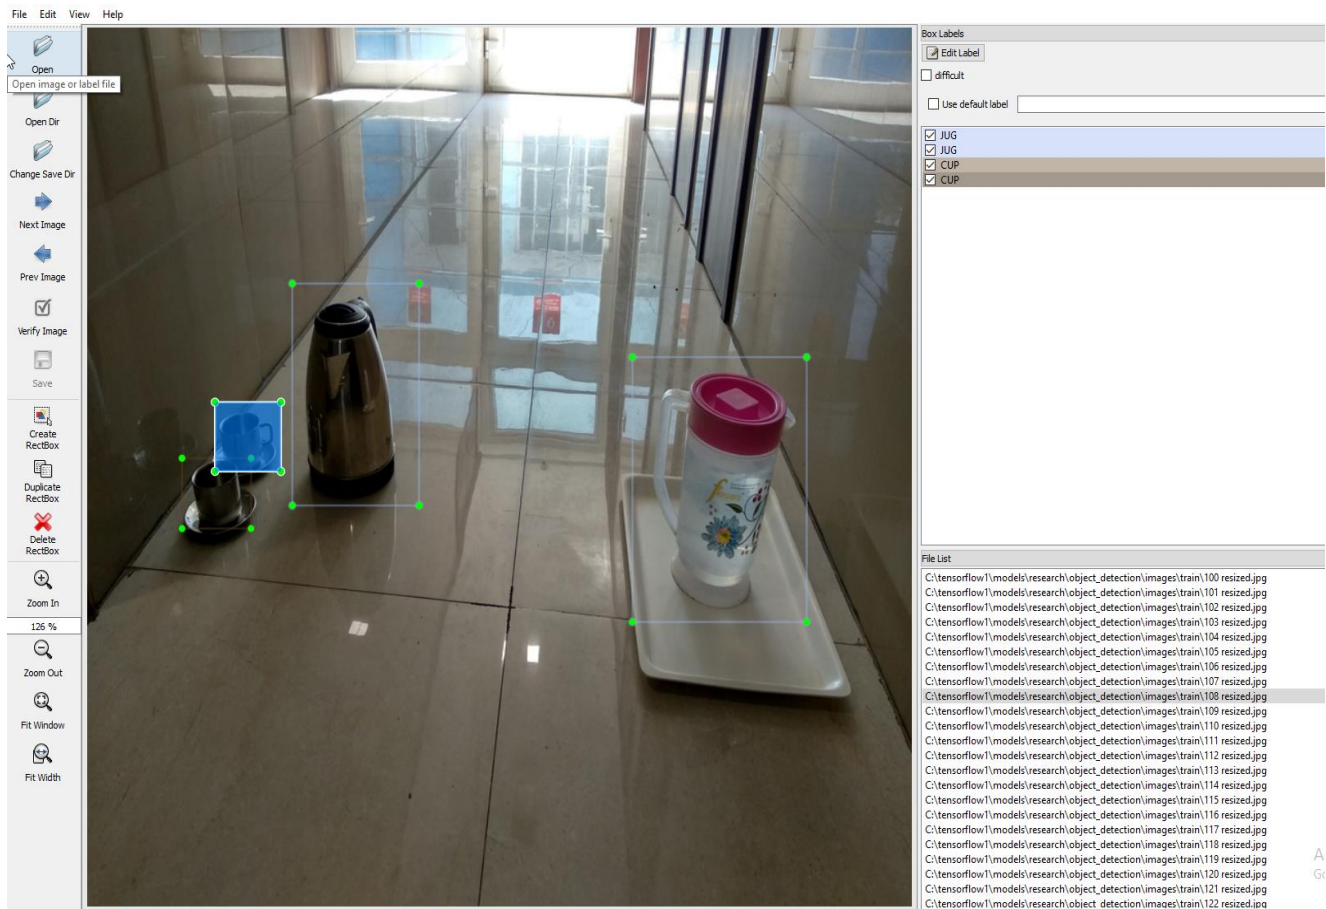 File Edit View Help
Open
Open image or label file
Open Dir
Change Save Dir
Next Image
Prev Image
Verify Image
Save
Create
RectBox
Duplicate
RectBox
Delete
RectBox
Zoom In
126 %
Zoom Out
Fit Window
Fit Width
Box Labels
Edit Label
difficult
Use default label
JUG
JUG
CUP
CUP
File List
C:\tensorflow1\models\research\object_detection\images\train\100 resized.jpg
C:\tensorflow1\models\research\object_detection\images\train\101 resized.jpg
C:\tensorflow1\models\research\object_detection\images\train\102 resized.jpg
C:\tensorflow1\models\research\object_detection\images\train\103 resized.jpg
C:\tensorflow1\models\research\object_detection\images\train\104 resized.jpg
C:\tensorflow1\models\research\object_detection\images\train\105 resized.jpg
C:\tensorflow1\models\research\object_detection\images\train\106 resized.jpg
C:\tensorflow1\models\research\object_detection\images\train\107 resized.jpg
C:\tensorflow1\models\research\object_detection\images\train\108 resized.jpg
C:\tensorflow1\models\research\object_detection\images\train\109 resized.jpg
C:\tensorflow1\models\research\object_detection\images\train\110 resized.jpg
C:\tensorflow1\models\research\object_detection\images\train\111 resized.jpg
C:\tensorflow1\models\research\object_detection\images\train\112 resized.jpg
C:\tensorflow1\models\research\object_detection\images\train\113 resized.jpg
C:\tensorflow1\models\research\object_detection\images\train\114 resized.jpg
C:\tensorflow1\models\research\object_detection\images\train\115 resized.jpg
C:\tensorflow1\models\research\object_detection\images\train\116 resized.jpg
C:\tensorflow1\models\research\object_detection\images\train\117 resized.jpg
C:\tensorflow1\models\research\object_detection\images\train\118 resized.jpg
C:\tensorflow1\models\research\object_detection\images\train\119 resized.jpg
C:\tensorflow1\models\research\object_detection\images\train\120 resized.jpg
C:\tensorflow1\models\research\object_detection\images\train\121 resized.jpg
C:\tensorflow1\models\research\object_detection\images\train\122 resized.jpg